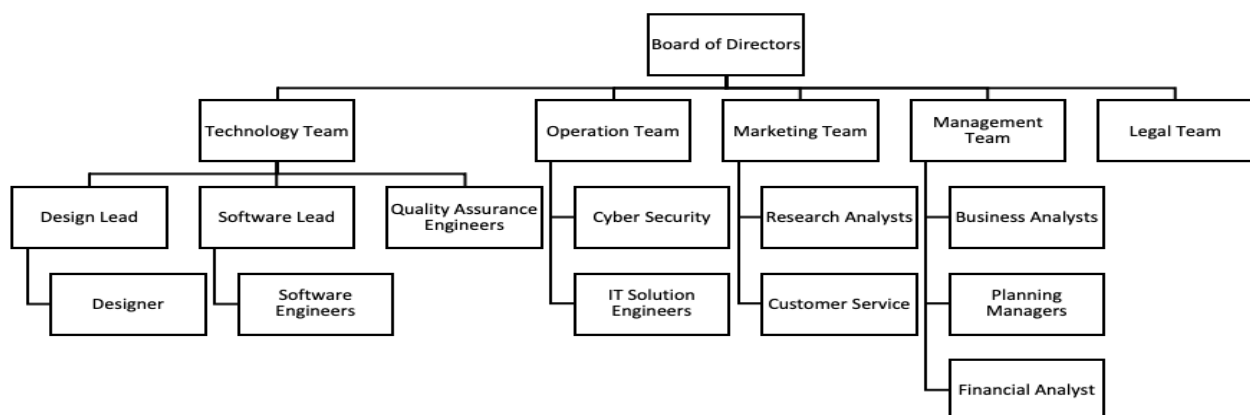 Board of Directors
Technology Team
Operation Team
Marketing Team
Management
Team
Legal Team
Design Lead
Software Lead
Quality Assurance
Engineers
Cyber Security
Research Analysts
Business Analysts
Designer
Software
Engineers
IT Solution
Engineers
Customer Service
Planning
Managers
Financial Analyst